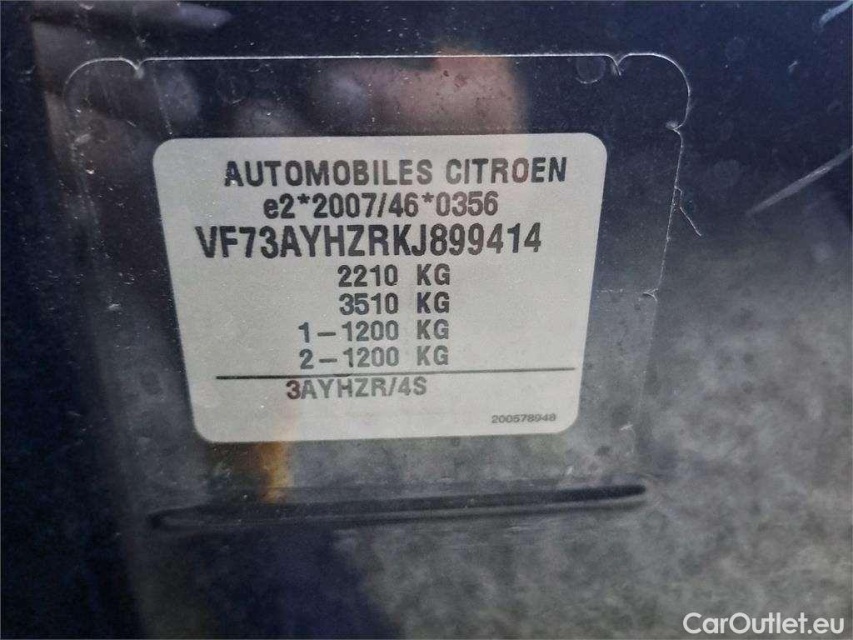 AUTOMOBILES CITROEN
e2*2007/46*0356
VF73AYHZRKJ899414
2210 KG
3510 KG
1-1200 KG
2-1200 KG
3AYHZR/4S
200578948
CarOutlet.eu